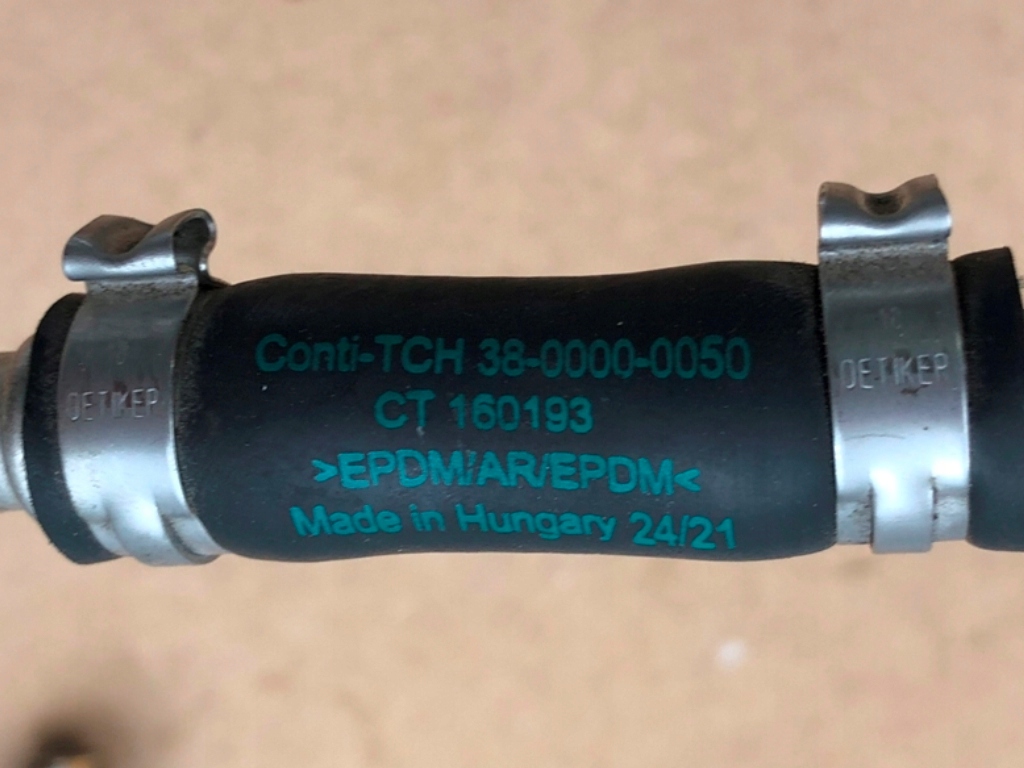 Conti-TCH 38-0000-0050
CT 160193
>EPDM/AR/EPDM<
Made in Hungary 24/21
OETIKER
OETIKER